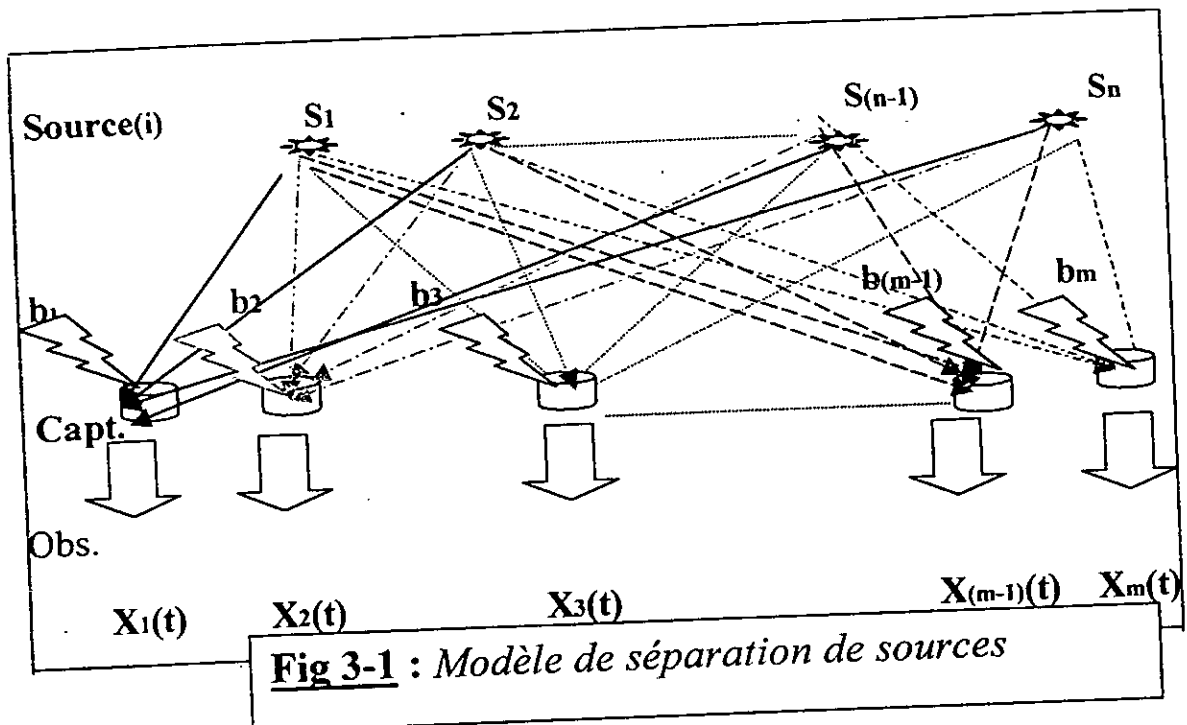 Source(i) S1 S2 S(n-1) Sn
b1 b2 b3 b(m-1) bm
Capt.
Obs.
X1(t) X2(t) X3(t) X(m-1)(t) Xm(t)
Fig 3-1 : Modèle de séparation de sources